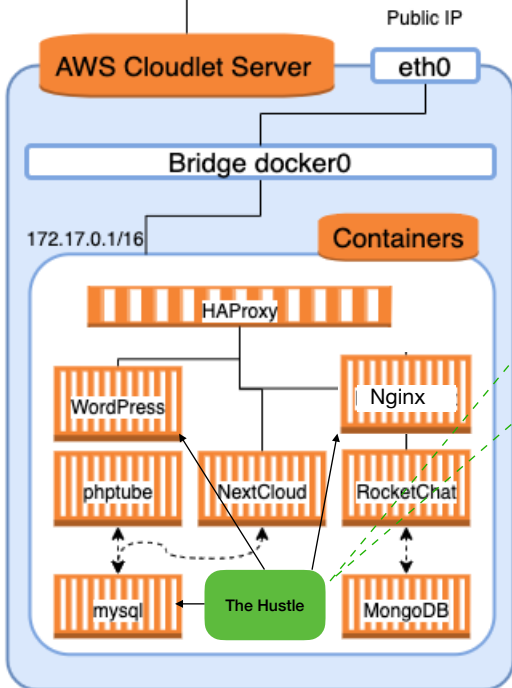 Public IP
AWS Cloudlet Server
eth0
Bridge docker0
172.17.0.1/16
Containers
HAProxy
WordPress
Nginx
phptube
NextCloud
RocketChat
mysql
The Hustle
MongoDB